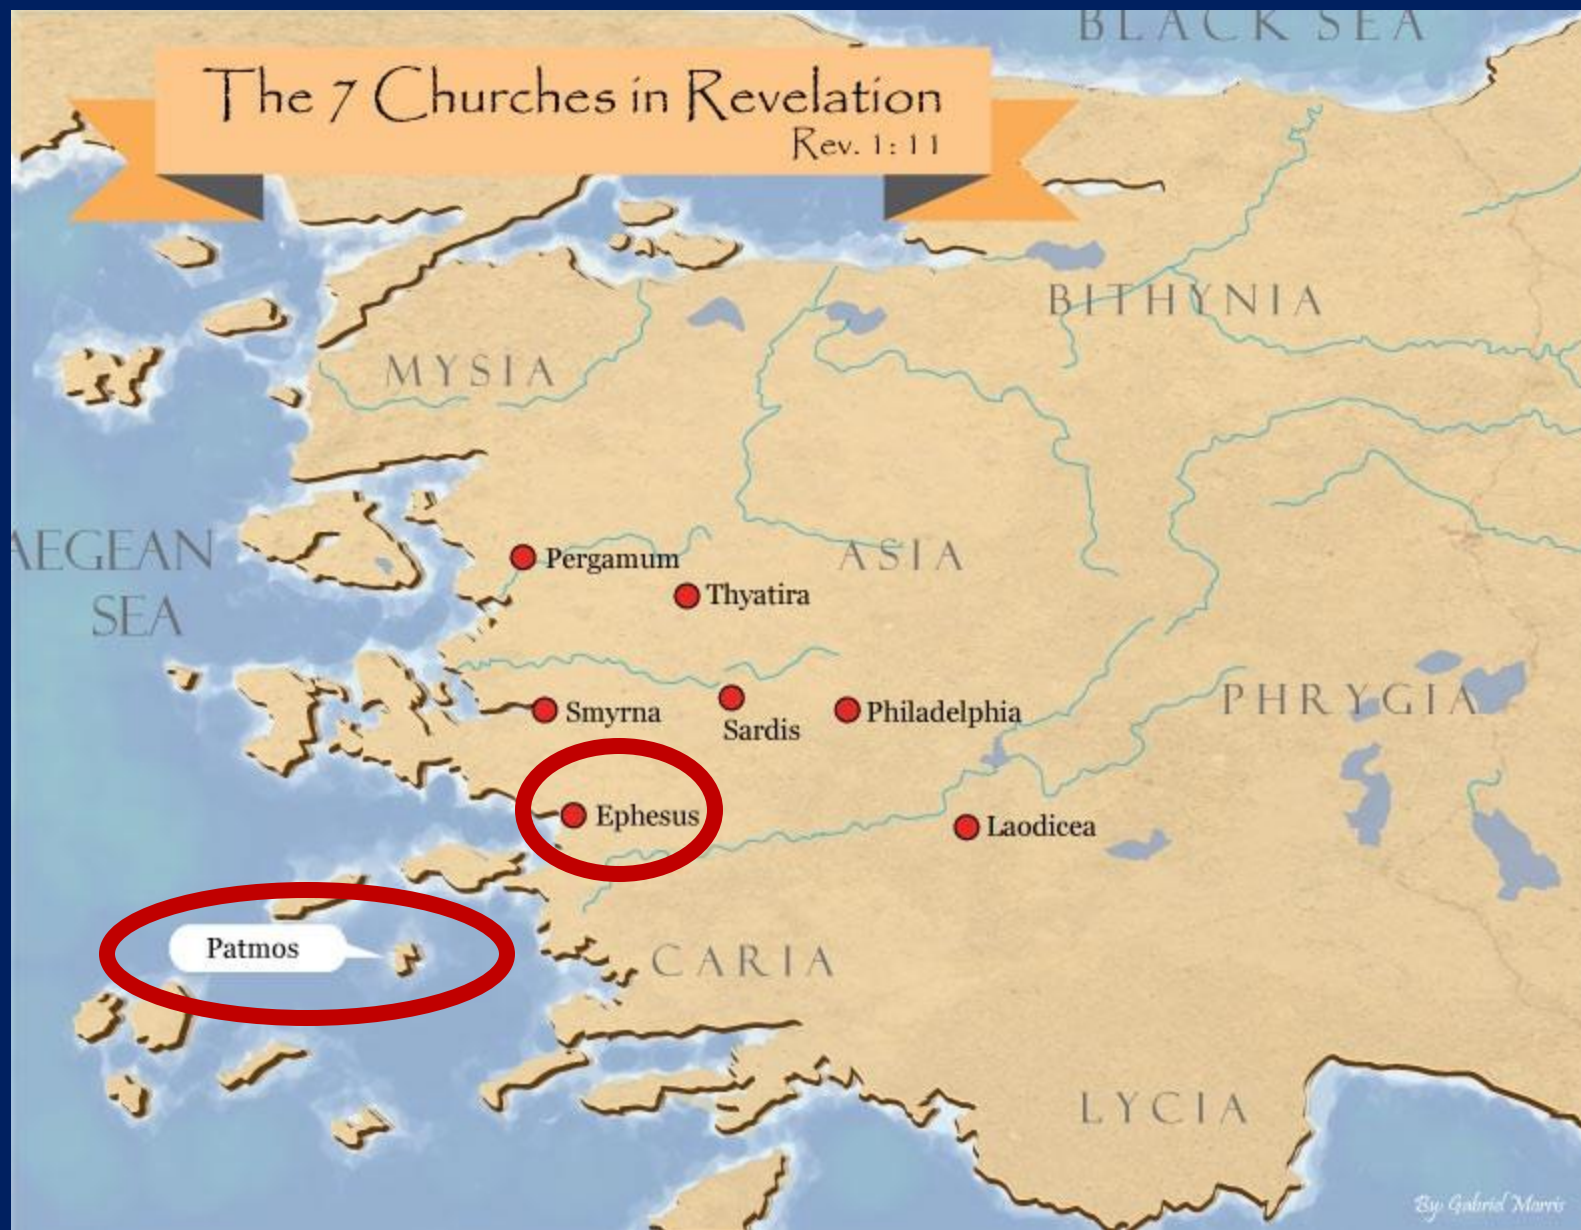 BLACK SEA
The 7 Churches in Revelation
Rev. 1:11
BITHYNIA
MYSIA
AEGEAN
SEA
Pergamum
ASIA
Thyatira
PHRYGIA
Smyrna
Sardis
Philadelphia
Ephesus
Laodicea
Patmos
CARIA
LYCIA
By: Gabriel Morris